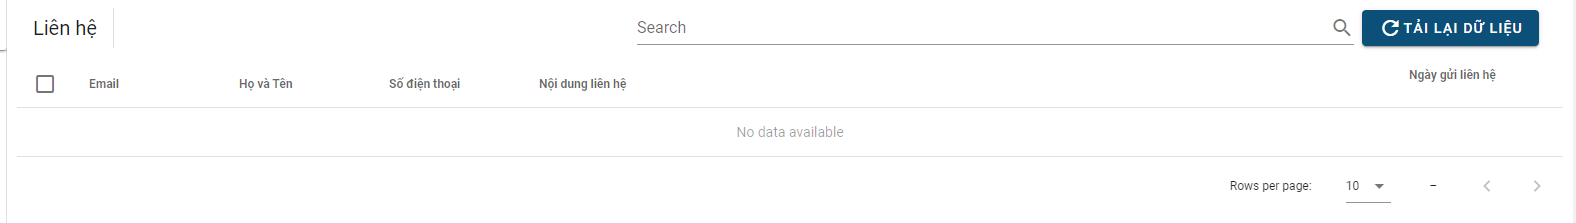 Liên hệ
Search
TẢI LẠI DỮ LIỆU
Email Họ và Tên Số điện thoại Nội dung liên hệ Ngày gửi liên hệ
No data available
Rows per page: 10 –